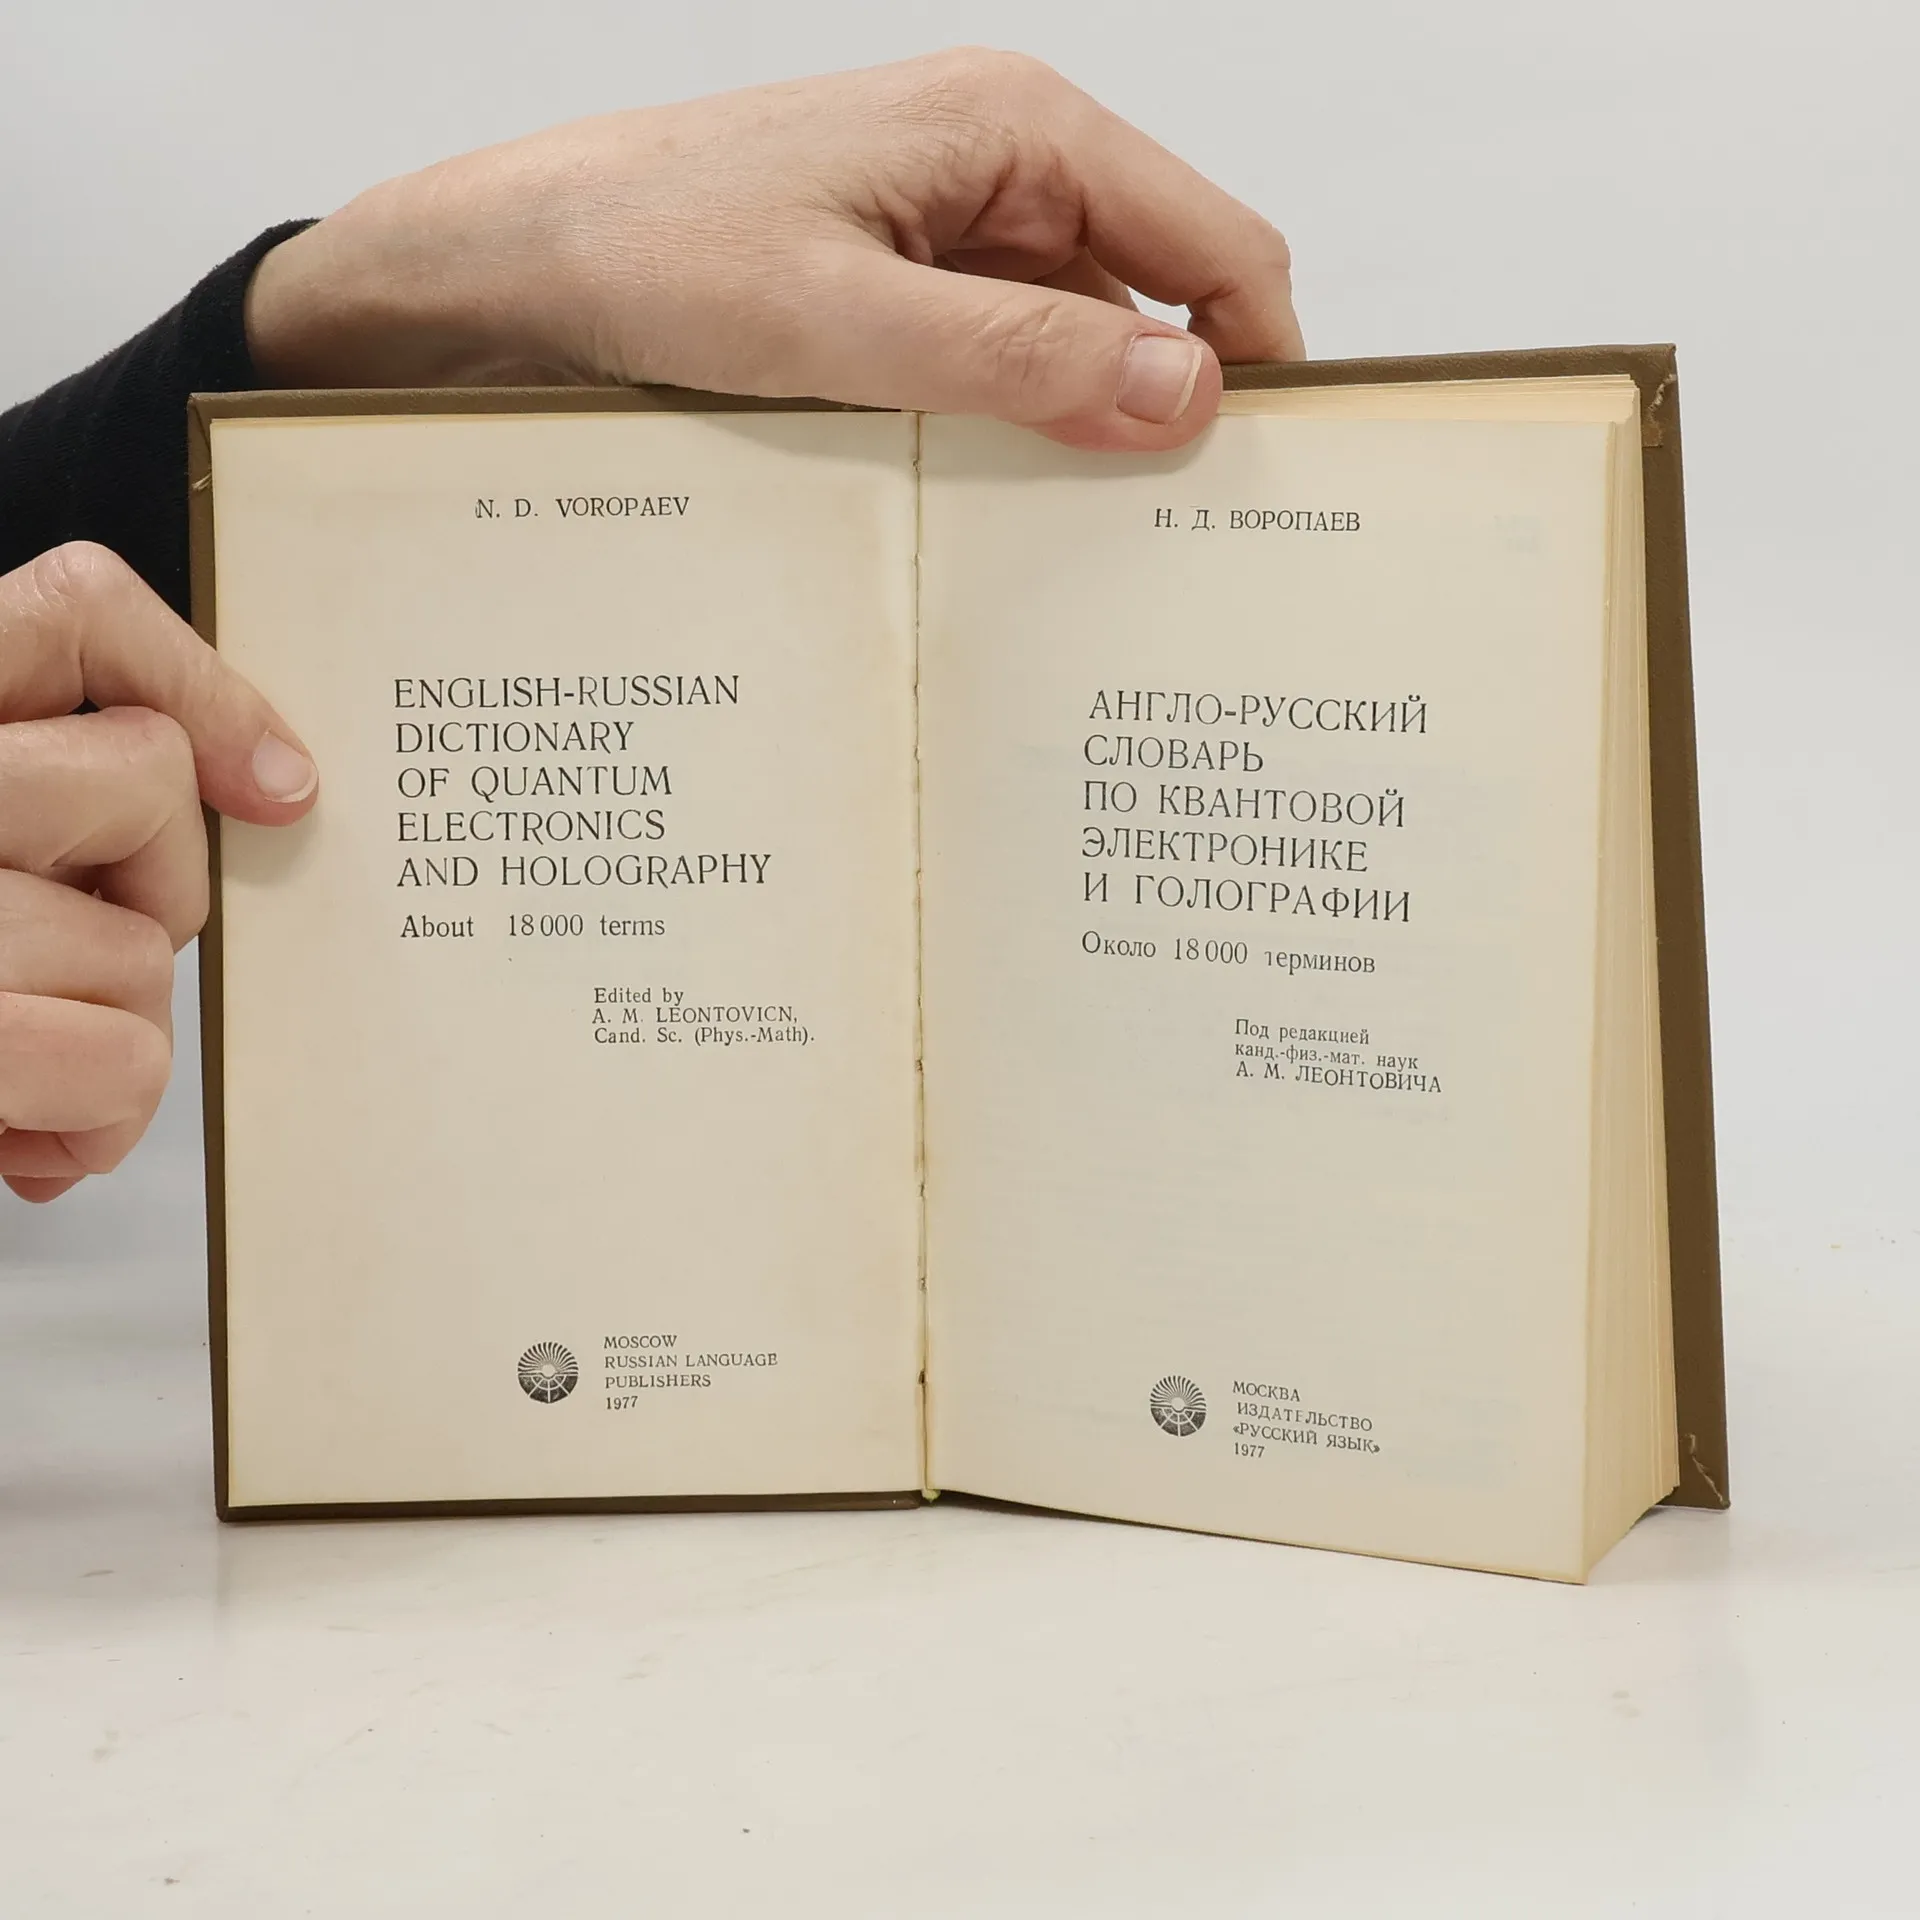 N. D. VOROPAEV
ENGLISH-RUSSIAN
DICTIONARY
OF QUANTUM
ELECTRONICS
AND HOLOGRAPHY
About 18 000 terms
Edited by
A. M. LEONTOVICN,
Cand. Sc. (Phys.-Math).
MOSCOW
RUSSIAN LANGUAGE
PUBLISHERS
1977
Н. Д. ВОРОПАЕВ
АНГЛО-РУССКИЙ
СЛОВАРЬ
ПО КВАНТОВОЙ
ЭЛЕКТРОНИКЕ
И ГОЛОГРАФИИ
Около 18 000 терминов
Под редакцией
канд.-физ.-мат. наук
А. М. ЛЕОНТОВИЧА
МОСКВА
ИЗДАТЕЛЬСТВО
«РУССКИЙ ЯЗЫК»
1977